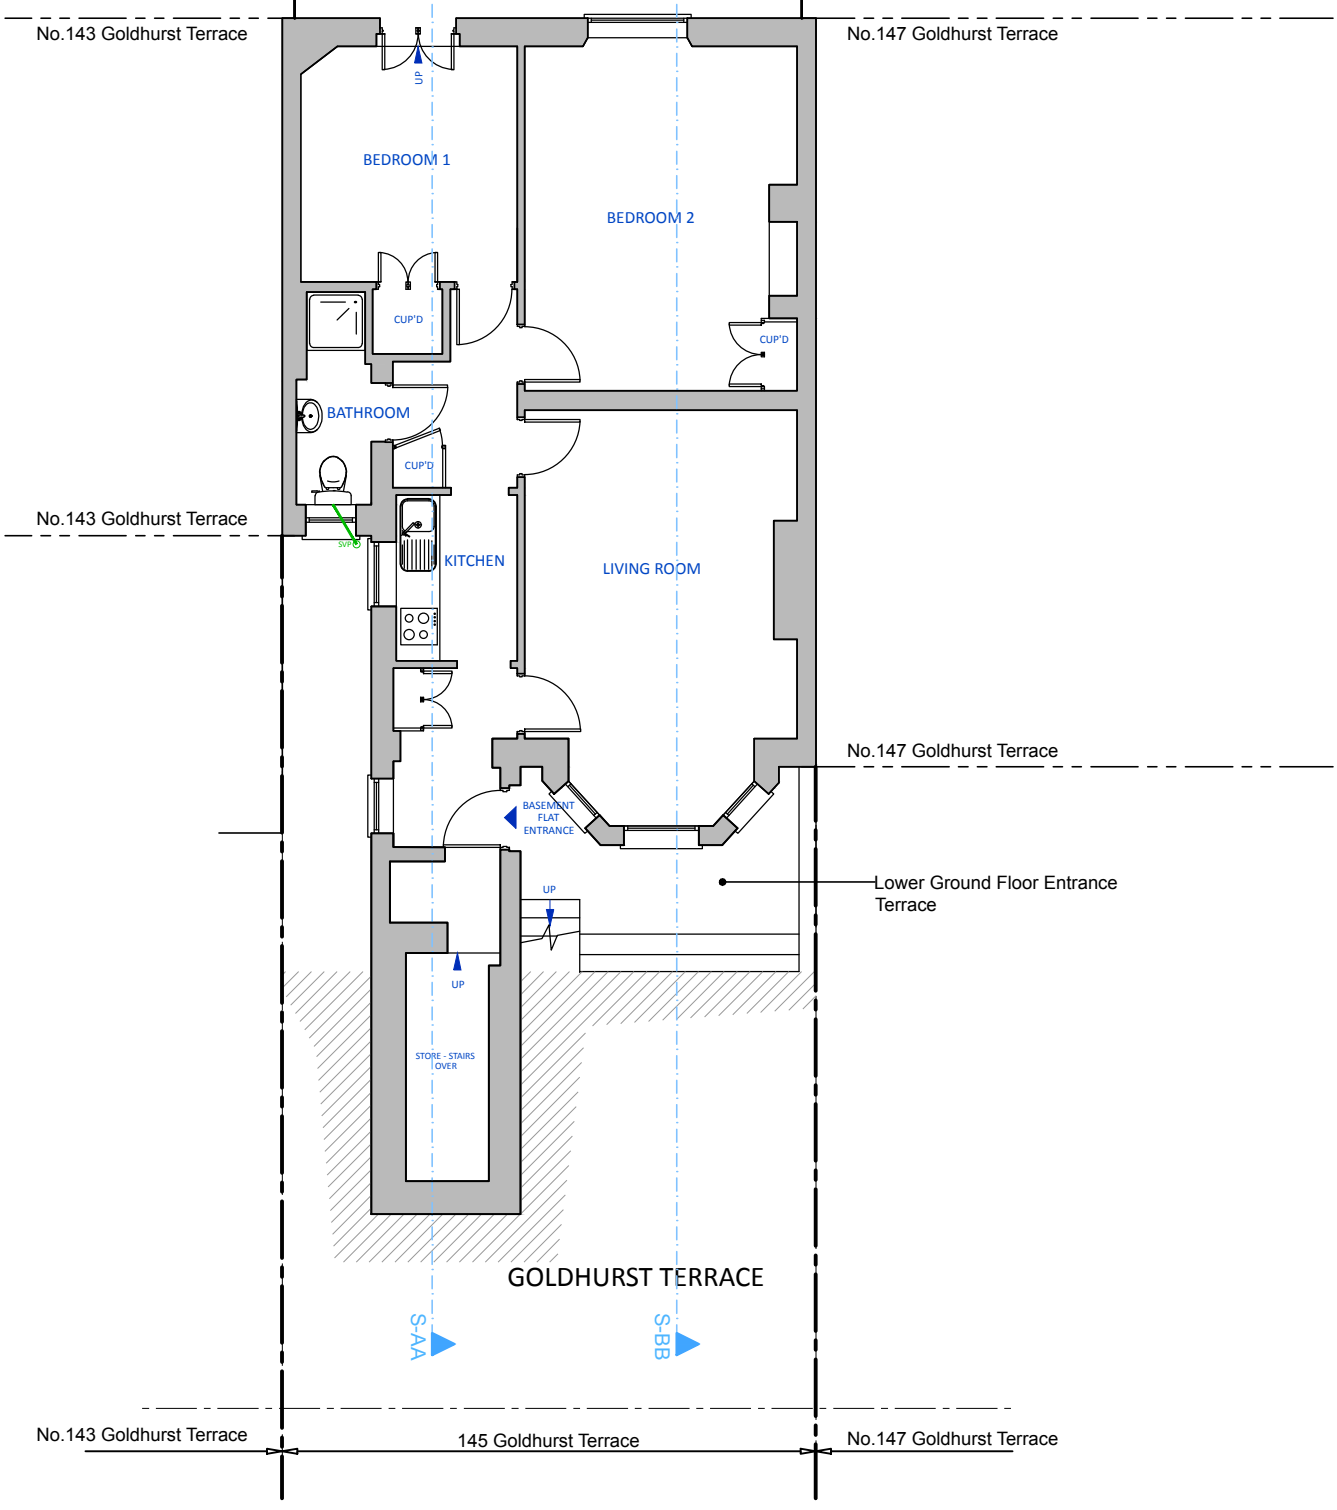 No.143 Goldhurst Terrace
No.147 Goldhurst Terrace
UP
BEDROOM 1
BEDROOM 2
CUP'D
CUP'D
BATHROOM
CUP'D
No.143 Goldhurst Terrace
SVP
KITCHEN
LIVING ROOM
No.147 Goldhurst Terrace
BASEMENT
FLAT
ENTRANCE
UP
Lower Ground Floor Entrance
Terrace
UP
STORE - STAIRS
OVER
GOLDHURST TERRACE
S-AA
S-BB
No.143 Goldhurst Terrace
145 Goldhurst Terrace
No.147 Goldhurst Terrace